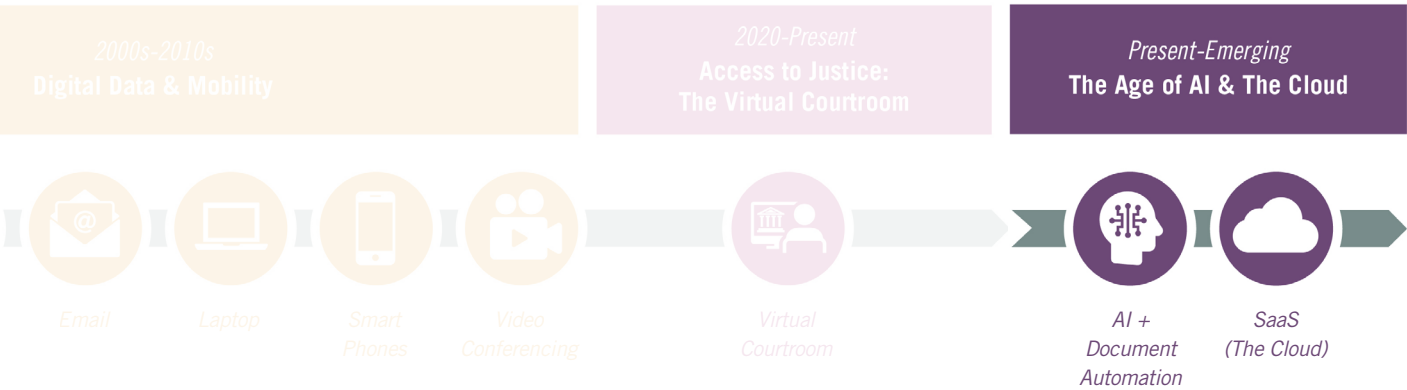 2000s-2010s
Digital Data & Mobility
2020-Present
Access to Justice:
The Virtual Courtroom
Present-Emerging
The Age of AI & The Cloud
@
Email
Laptop
Smart
Phones
Video
Conferencing
Virtual
Courtroom
AI +
Document
Automation
SaaS
(The Cloud)